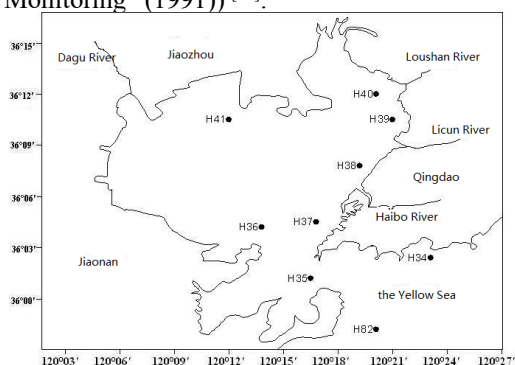 Monitoring (1991))
36°15′
Dagu River
Jiaozhou
Loushan River
36°12′
H40
H41
H39
36°09′
Licun River
H38
Qingdao
36°06′
H37
Haibo River
H36
36°03′
Jiaonan
H34
H35
the Yellow Sea
36°00′
H82
120°03′ 120°06′ 120°09′ 120°12′ 120°15′ 120°18′ 120°21′ 120°24′ 120°27′